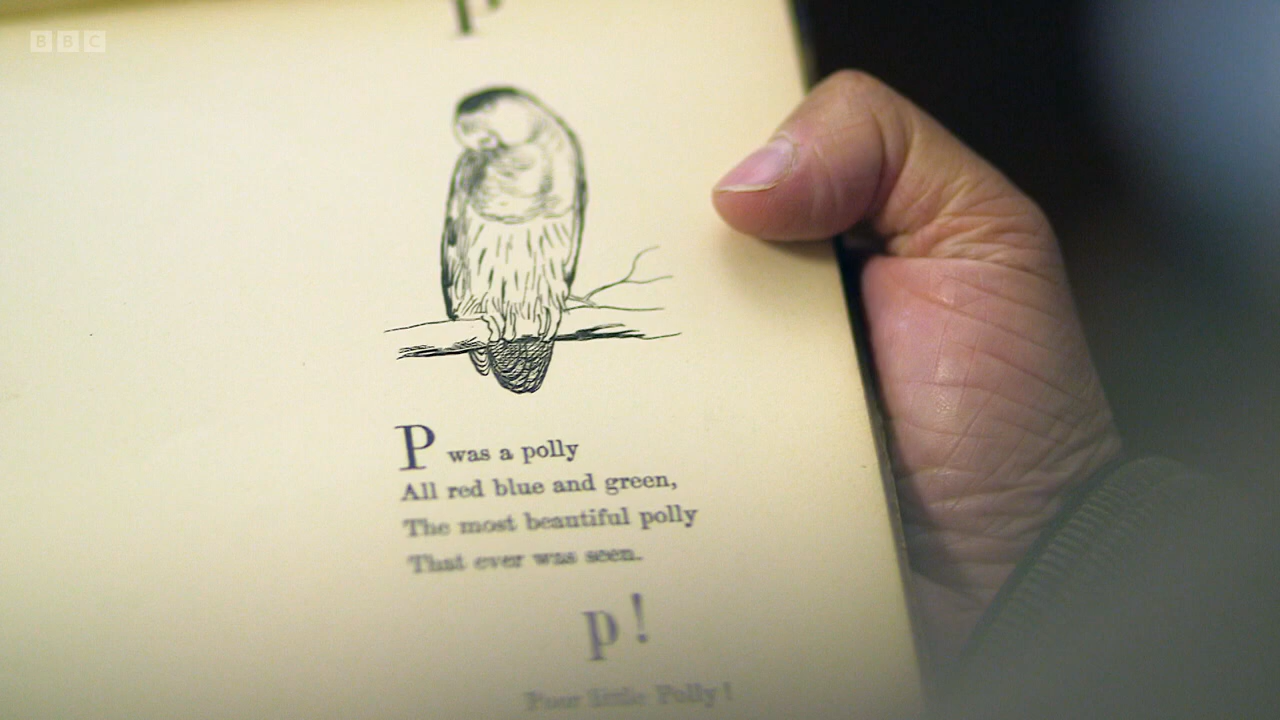 BBC
P
P was a polly
All red blue and green,
The most beautiful polly
That ever was seen.
p!
Poor little Polly!